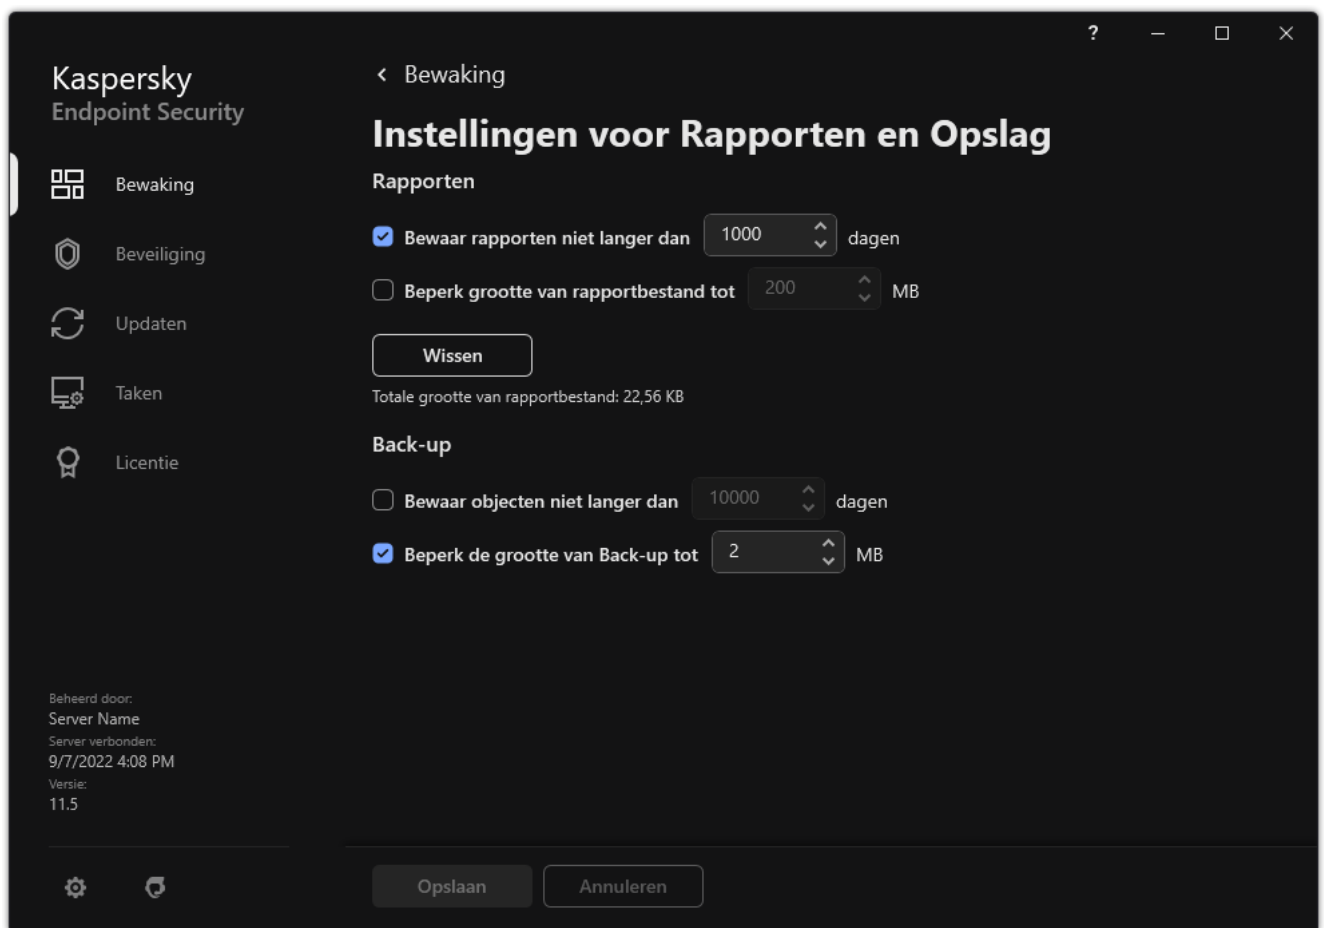 ?
Kaspersky
Endpoint Security
Bewaking
Beveiliging
Updaten
Taken
Licentie
Beheerd door:
Server Name
Server verbonden:
9/7/2022 4:08 PM
Versie:
11.5
Bewaking
Instellingen voor Rapporten en Opslag
Rapporten
Bewaar rapporten niet langer dan 1000 dagen
Beperk grootte van rapportbestand tot 200 MB
Wissen
Totale grootte van rapportbestand: 22,56 KB
Back-up
Bewaar objecten niet langer dan 10000 dagen
Beperk de grootte van Back-up tot 2 MB
Opslaan Annuleren